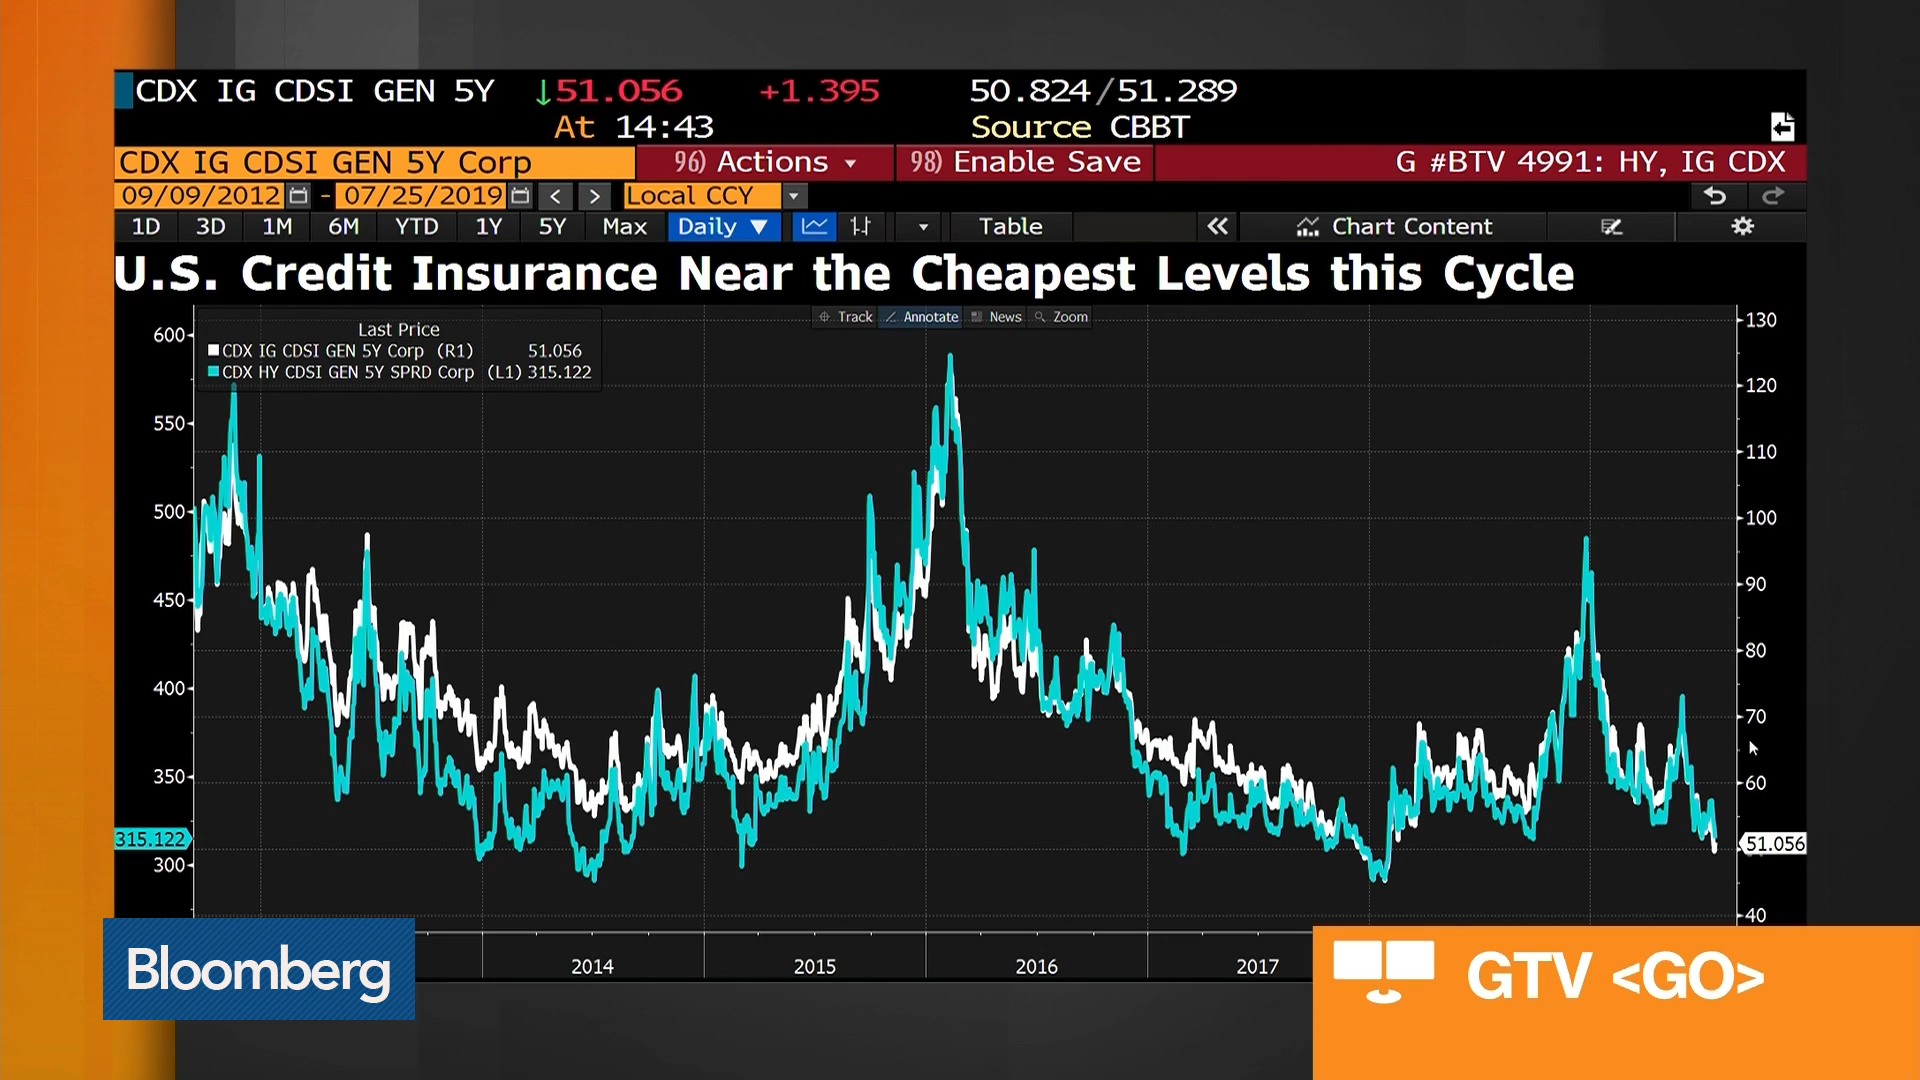 CDX IG CDSI GEN 5Y ↓51.056 +1.395 50.824/51.289
At 14:43 Source CBBT
CDX IG CDSI GEN 5Y Corp 96) Actions 98) Enable Save G #BTV 4991: HY, IG CDX
09/09/2012 - 07/25/2019 < > Local CCY
1D 3D 1M 6M YTD 1Y 5Y Max Daily ▼ Table « Chart Content
U.S. Credit Insurance Near the Cheapest Levels this Cycle
Track Annotate News Zoom
Last Price
CDX IG CDSI GEN 5Y Corp (R1) 51.056
CDX HY CDSI GEN 5Y SPRD Corp (L1) 315.122
600
550
500
450
400
350
315.122
300
130
120
110
100
90
80
70
60
51.056
40
2014 2015 2016 2017
Bloomberg
GTV <GO>